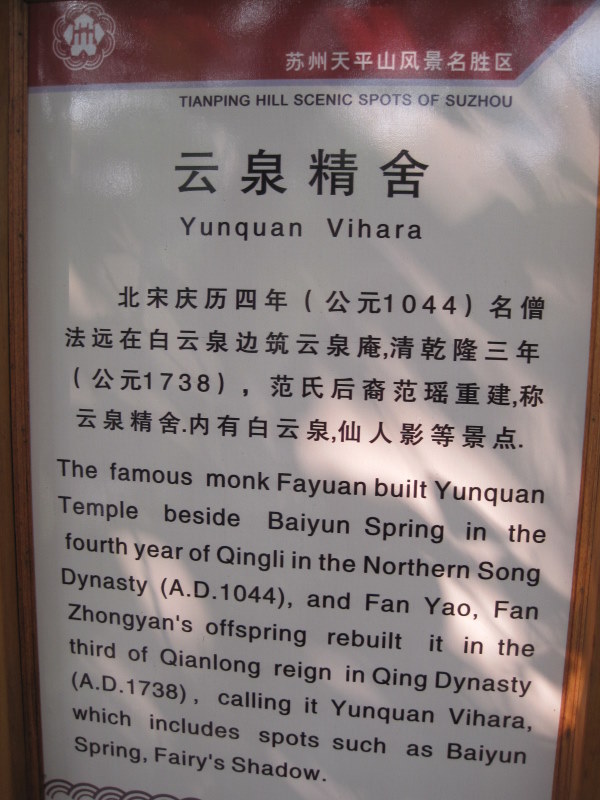 苏州天平山风景名胜区
TIANPING HILL SCENIC SPOTS OF SUZHOU
云泉精舍
Yunquan Vihara
北宋庆历四年(公元1044)名僧
法远在白云泉边筑云泉庵,清乾隆三年
(公元1738),范氏后裔范瑶重建,称
云泉精舍.内有白云泉,仙人影等景点.
The famous monk Fayuan built Yunquan
Temple beside Baiyun Spring in the
fourth year of Qingli in the Northern Song
Dynasty (A.D.1044), and Fan Yao, Fan
Zhongyan's offspring rebuilt it in the
third of Qianlong reign in Qing Dynasty
(A.D.1738), calling it Yunquan Vihara,
which includes spots such as Baiyun
Spring, Fairy's Shadow.